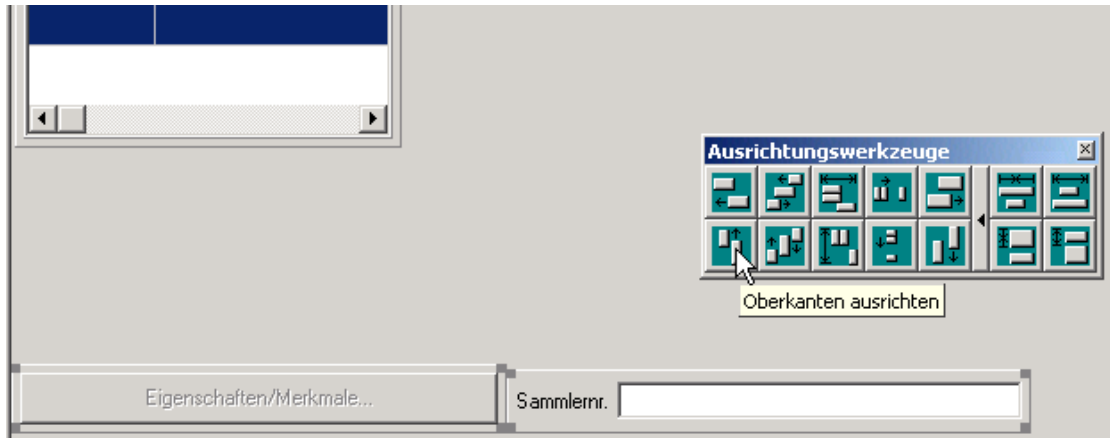 Ausrichtungswerkzeuge
Oberkanten ausrichten
Eigenschaften/Merkmale...
Sammlernr.